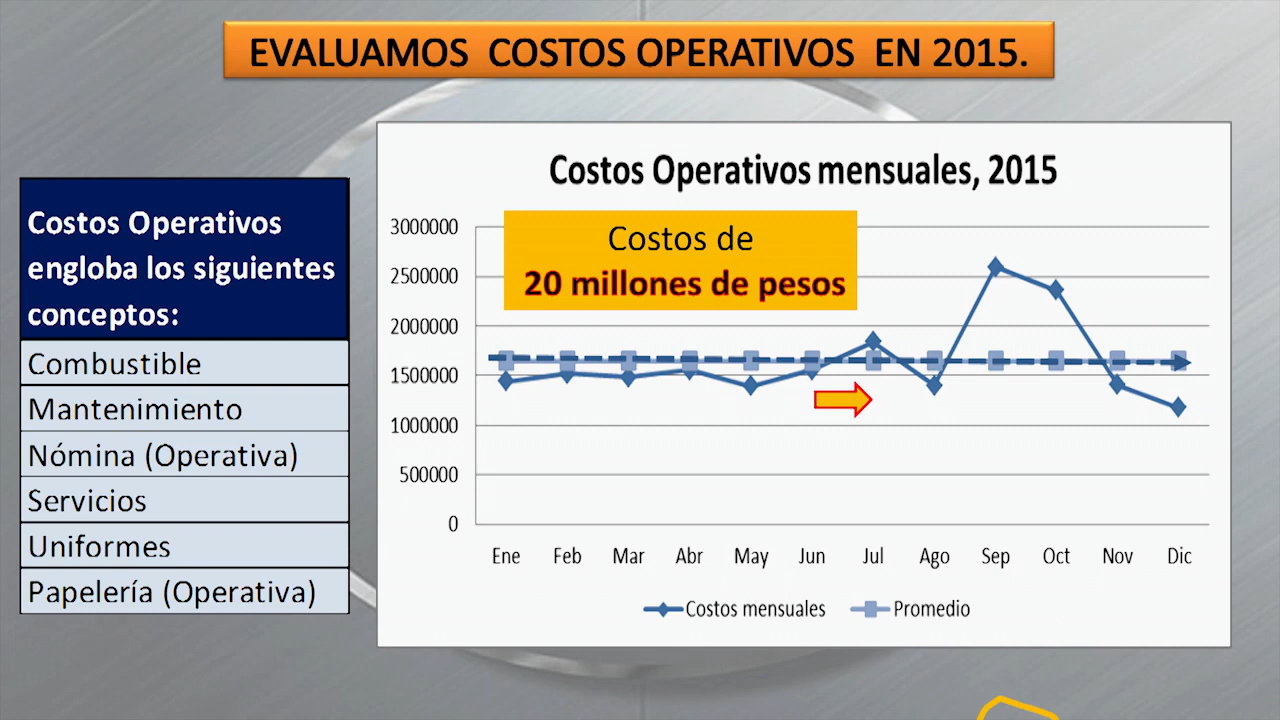 EVALUAMOS COSTOS OPERATIVOS EN 2015.
Costos Operativos
engloba los siguientes
conceptos:
Combustible
Mantenimiento
Nómina (Operativa)
Servicios
Uniformes
Papelería (Operativa)
Costos Operativos mensuales, 2015
Costos de
20 millones de pesos
3000000
2500000
2000000
1500000
1000000
500000
0
Ene Feb Mar Abr May Jun Jul Ago Sep Oct Nov Dic
Costos mensuales Promedio